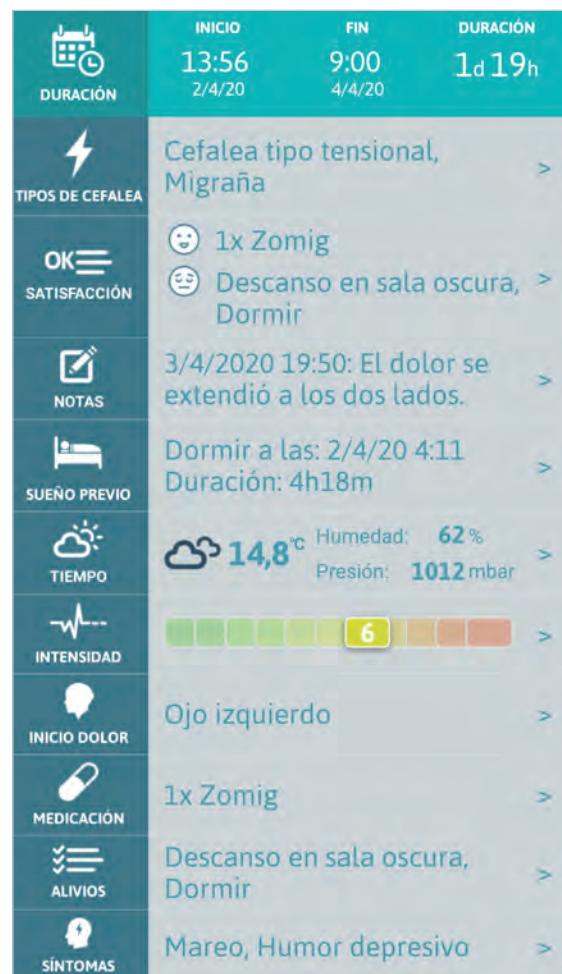 DURACIÓN
INICIO FIN DURACIÓN
13:56 9:00 1d 19h
2/4/20 4/4/20
TIPOS DE CEFALEA
Cefalea tipo tensional, >
Migraña
OK
SATISFACCIÓN
1x Zomig
Descanso en sala oscura, >
Dormir
NOTAS
3/4/2020 19:50: El dolor se
extendió a los dos lados. >
SUEÑO PREVIO
Dormir a las: 2/4/20 4:11
Duración: 4h18m >
TIEMPO
14,8°C Humedad: 62 % >
Presión: 1012 mbar
INTENSIDAD
6 >
INICIO DOLOR
Ojo izquierdo >
MEDICACIÓN
1x Zomig >
ALIVIOS
Descanso en sala oscura, >
Dormir
SÍNTOMAS
Mareo, Humor depresivo >